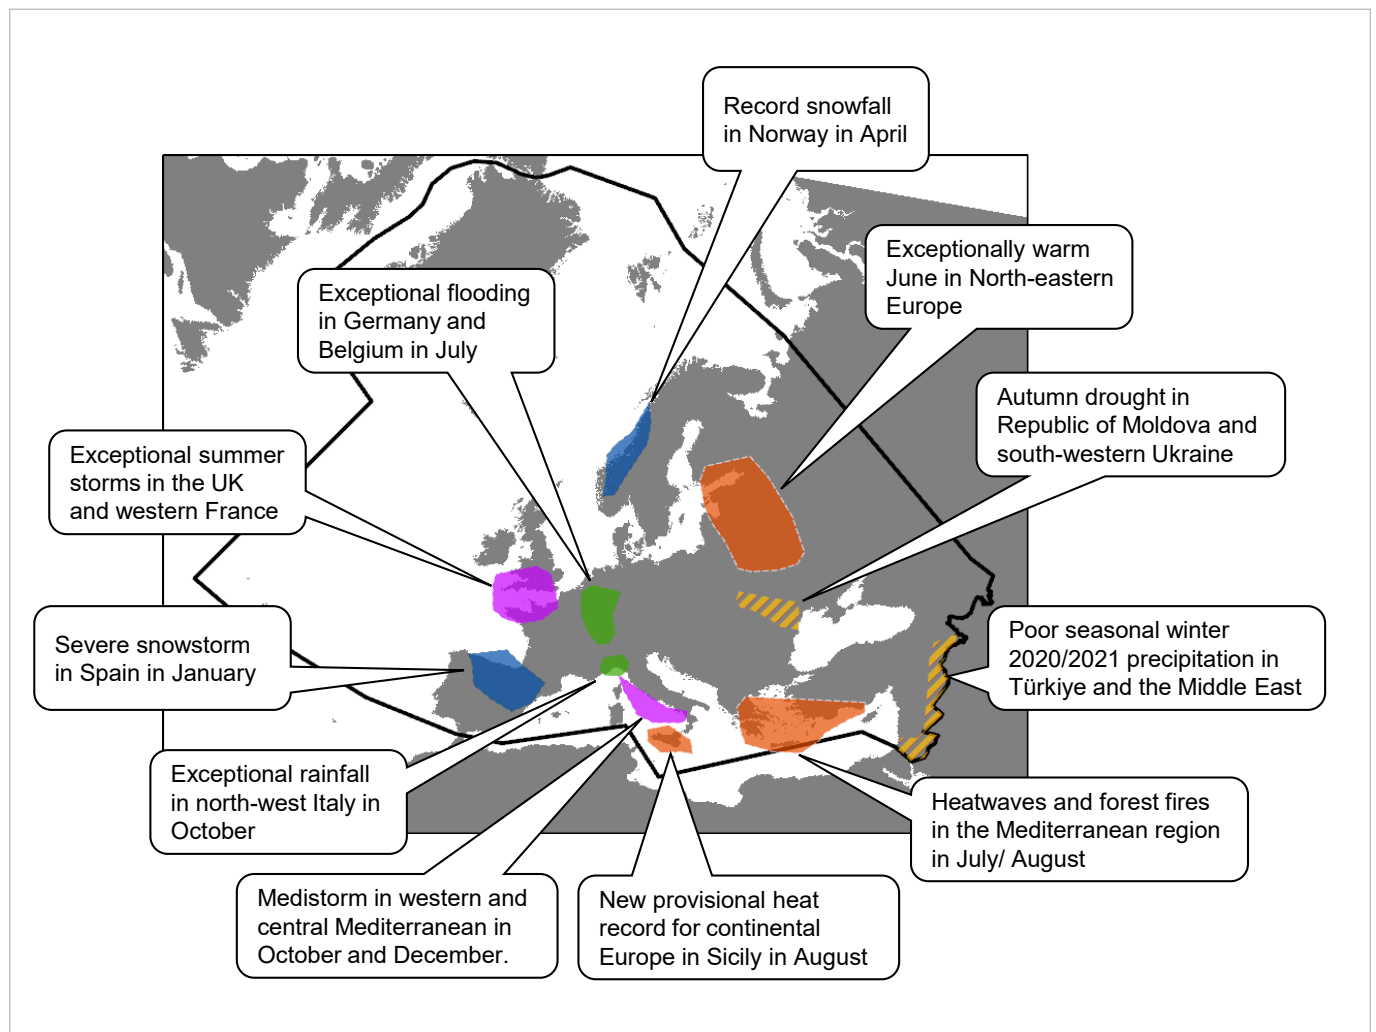 Record snowfall
in Norway in April
Exceptionally warm
June in North-eastern
Europe
Exceptional flooding
in Germany and
Belgium in July
Autumn drought in
Republic of Moldova and
south-western Ukraine
Exceptional summer
storms in the UK
and western France
Severe snowstorm
in Spain in January
Poor seasonal winter
2020/2021 precipitation in
Türkiye and the Middle East
Exceptional rainfall
in north-west Italy in
October
Heatwaves and forest fires
in the Mediterranean region
in July/ August
Medistorm in western and
central Mediterranean in
October and December.
New provisional heat
record for continental
Europe in Sicily in August